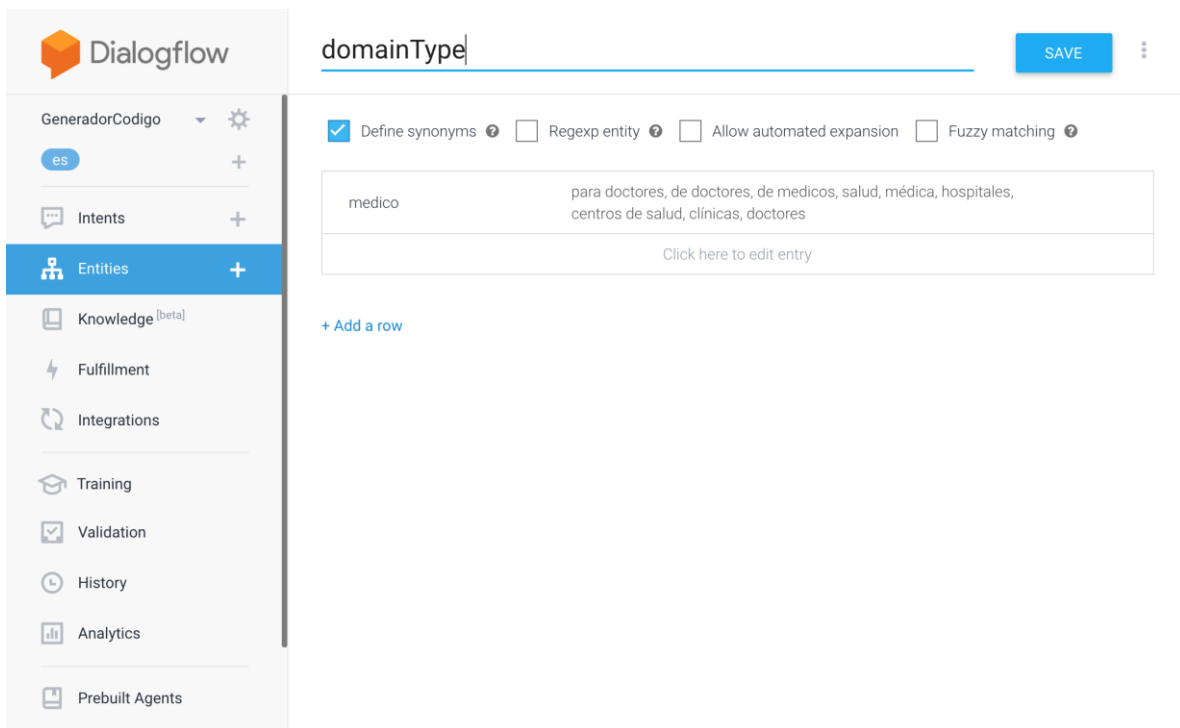 Dialogflow
domainType
SAVE
GeneradorCodigo
es
Define synonyms
Regexp entity
Allow automated expansion
Fuzzy matching
medico
para doctores, de doctores, de medicos, salud, médica, hospitales,
centros de salud, clínicas, doctores
Click here to edit entry
+ Add a row
Intents
Entities
Knowledge [beta]
Fulfillment
Integrations
Training
Validation
History
Analytics
Prebuilt Agents